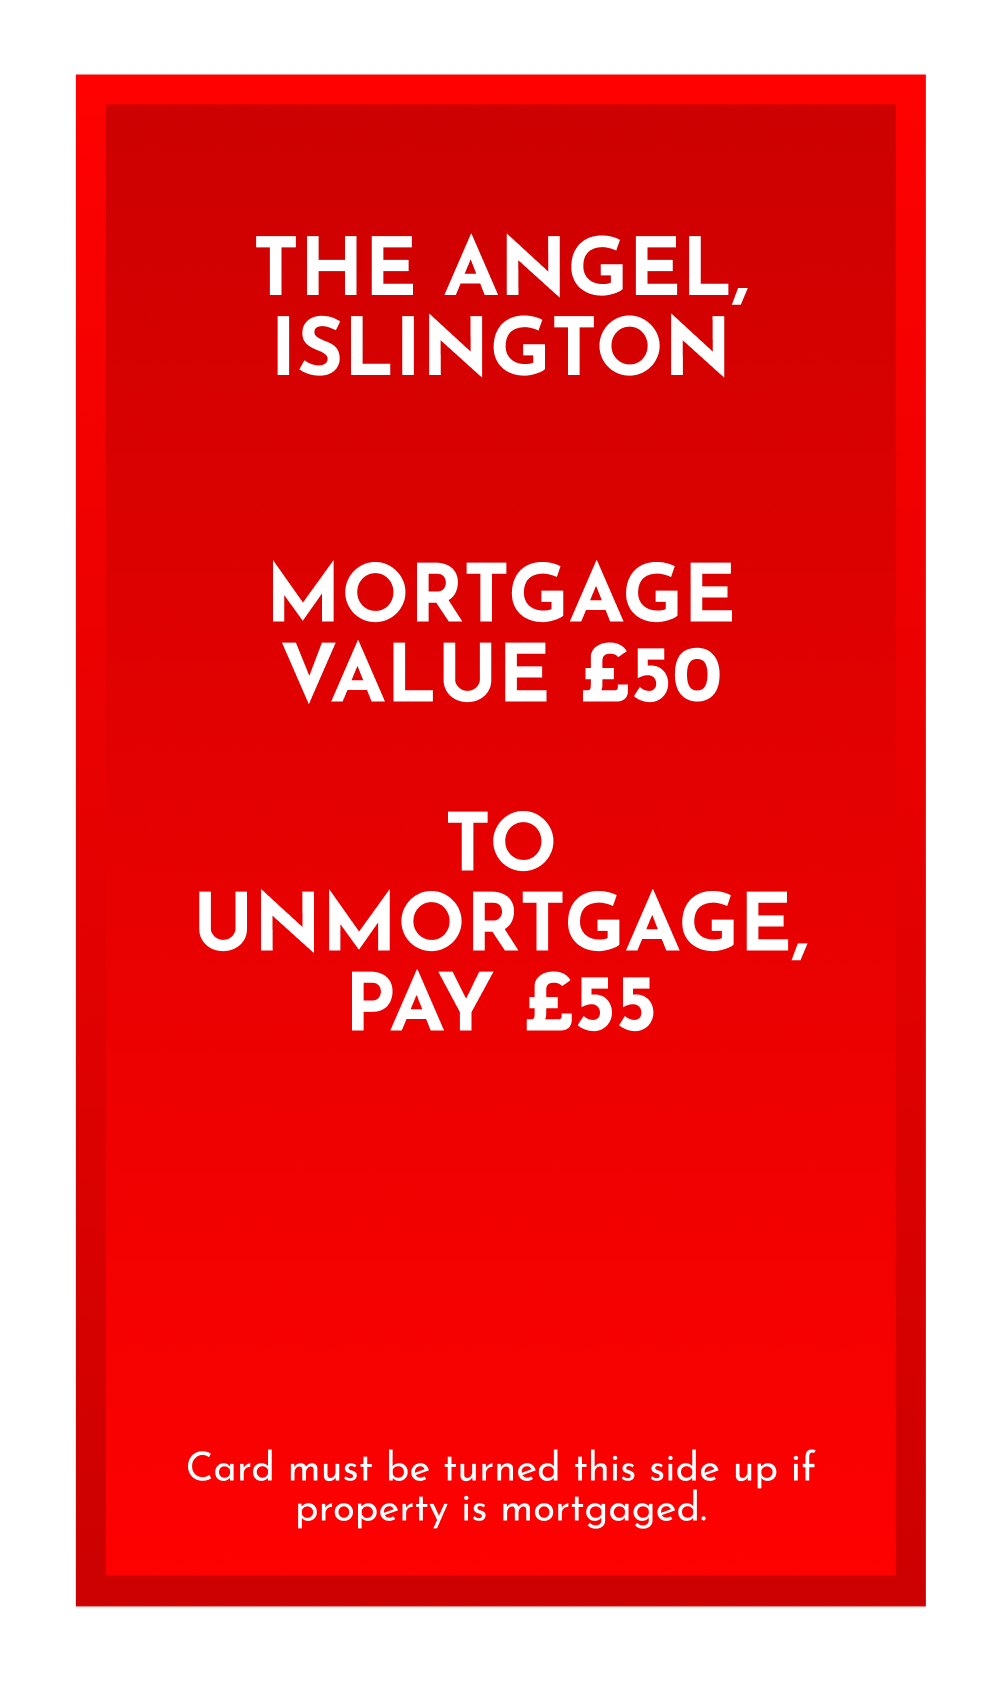 THE ANGEL,
ISLINGTON
MORTGAGE
VALUE £50
TO
UNMORTGAGE,
PAY £55
Card must be turned this side up if
property is mortgaged.